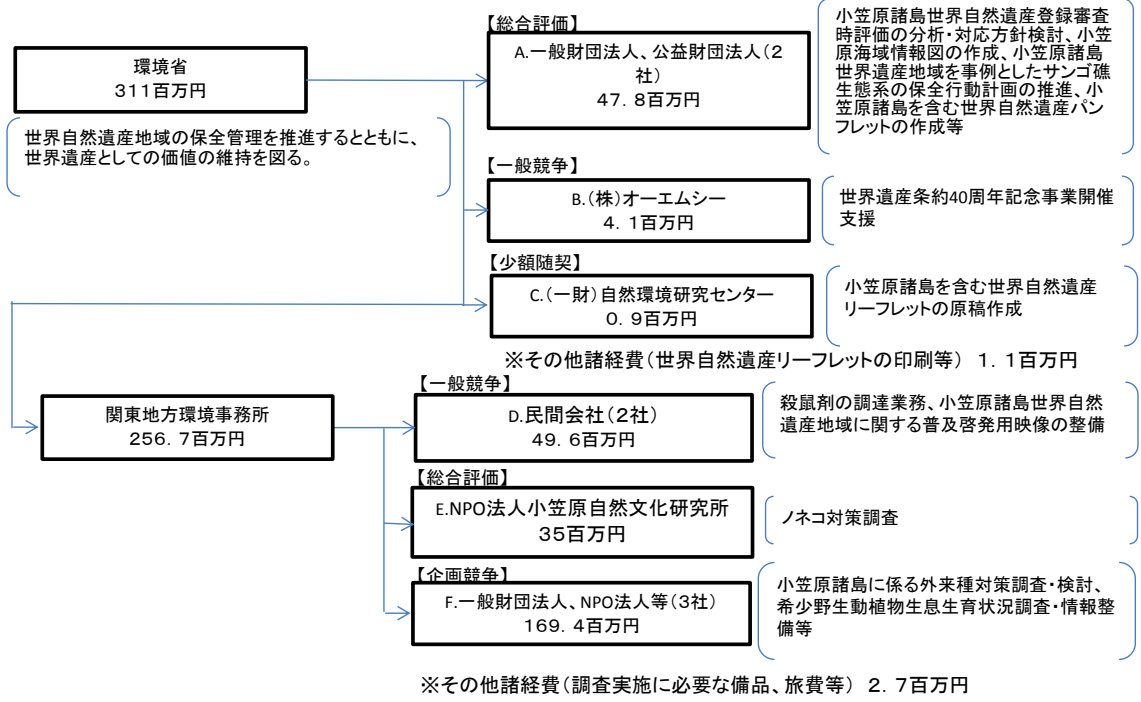 環境省
311百万円
世界自然遺産地域の保全管理を推進するとともに、
世界遺産としての価値の維持を図る。
【総合評価】
A.一般財団法人、公益財団法人(2
社)
47．8百万円
小笠原諸島世界自然遺産登録審査
時評価の分析・対応方針検討、小笠
原海域情報図の作成、小笠原諸島
世界遺産地域を事例としたサンゴ礁
生態系の保全行動計画の推進、小
笠原諸島を含む世界自然遺産パン
フレットの作成等
【一般競争】
B.(株)オーエムシー
4．1百万円
世界遺産条約40周年記念事業開催
支援
【少額随契】
C.(一財)自然環境研究センター
0．9百万円
小笠原諸島を含む世界自然遺産
リーフレットの原稿作成
※その他諸経費(世界自然遺産リーフレットの印刷等) 1．1百万円
関東地方環境事務所
256．7百万円
【一般競争】
D.民間会社(2社)
49．6百万円
殺鼠剤の調達業務、小笠原諸島世界自然
遺産地域に関する普及啓発用映像の整備
【総合評価】
E.NPO法人小笠原自然文化研究所
35百万円
ノネコ対策調査
【企画競争】
F.一般財団法人、NPO法人等(3社)
169．4百万円
小笠原諸島に係る外来種対策調査・検討、
希少野生動植物生息生育状況調査・情報整
備等
※その他諸経費(調査実施に必要な備品、旅費等) 2．7百万円